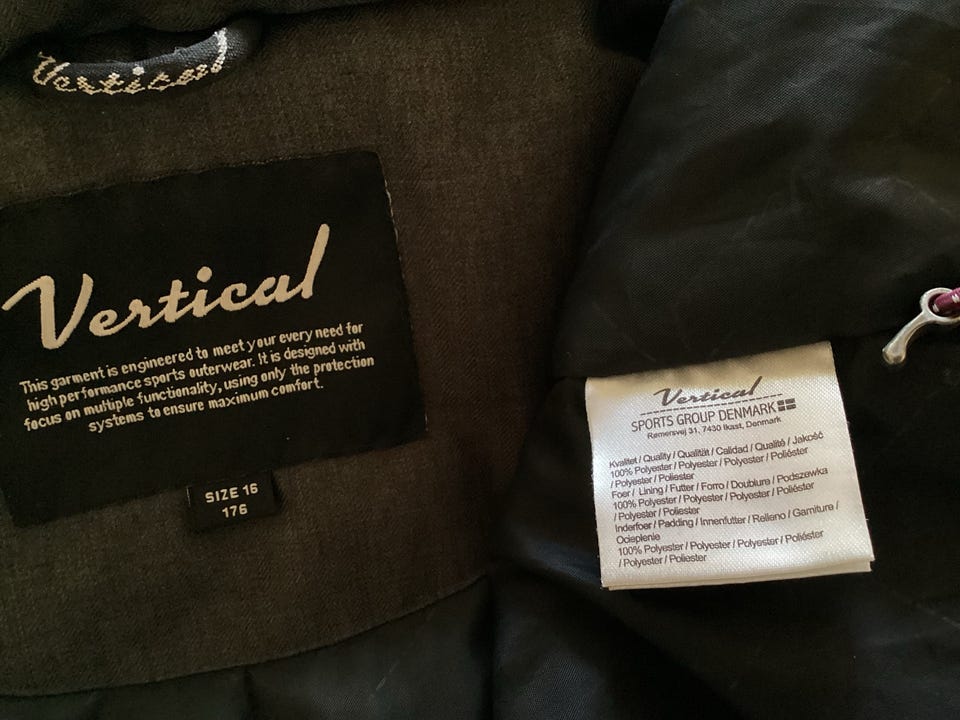 Vertical
Vertical
This garment is engineered to meet your every need for
high performance sports outerwear. It is designed with
focus on multiple functionality, using only the protection
systems to ensure maximum comfort.
SIZE 16
176
Vertical
SPORTS GROUP DENMARK
Rømersvej 31, 7430 Ikast, Denmark
Kvalitet / Quality / Qualität / Calidad / Qualité / Jakość
100% Polyester / Polyester / Polyester / Poliéster
/ Polyester / Poliester
Foer / Lining / Futter / Forro / Doublure / Podszewka
100% Polyester / Polyester / Polyester / Poliéster
/ Polyester / Poliester
Inderfoer / Padding / Innenfutter / Relleno / Garniture /
Ocieplenie
100% Polyester / Polyester / Polyester / Poliéster
/ Polyester / Poliester